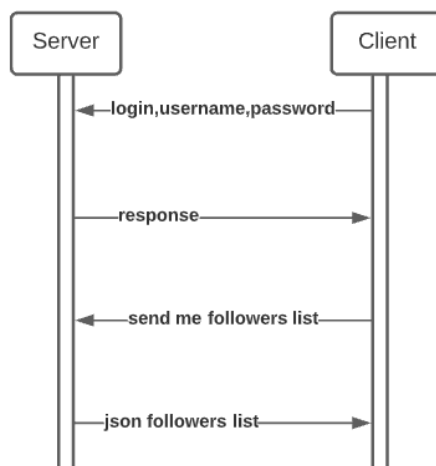 Server
Client
login,username,password
response
send me followers list
json followers list